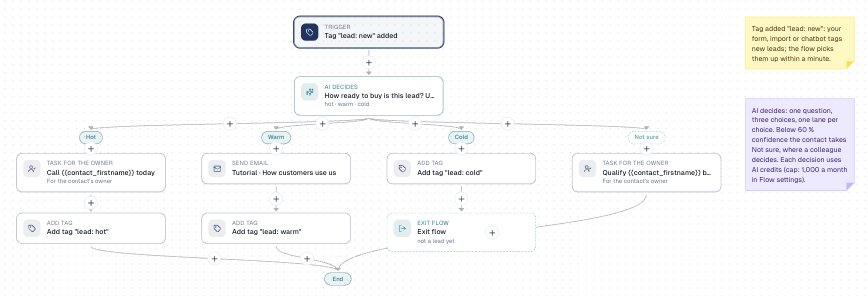 TRIGGER
Tag "lead: new" added
AI DECIDES
How ready to buy is this lead? U...
hot · warm · cold
Hot
Warm
Cold
Not sure
TASK FOR THE OWNER
Call {{contact_firstname}} today
For the contact's owner
SEND EMAIL
Tutorial · How customers use us
ADD TAG
Add tag "lead: cold"
TASK FOR THE OWNER
Qualify {{contact_firstname}} b...
For the contact's owner
ADD TAG
Add tag "lead: hot"
ADD TAG
Add tag "lead: warm"
EXIT FLOW
Exit flow
not a lead yet
End
Tag added "lead: new": your
form, import or chatbot tags
new leads; the flow picks
them up within a minute.
AI decides: one question,
three choices, one lane per
choice. Below 60 %
confidence the contact takes
Not sure, where a colleague
decides. Each decision uses
AI credits (cap: 1,000 a month
in Flow settings).